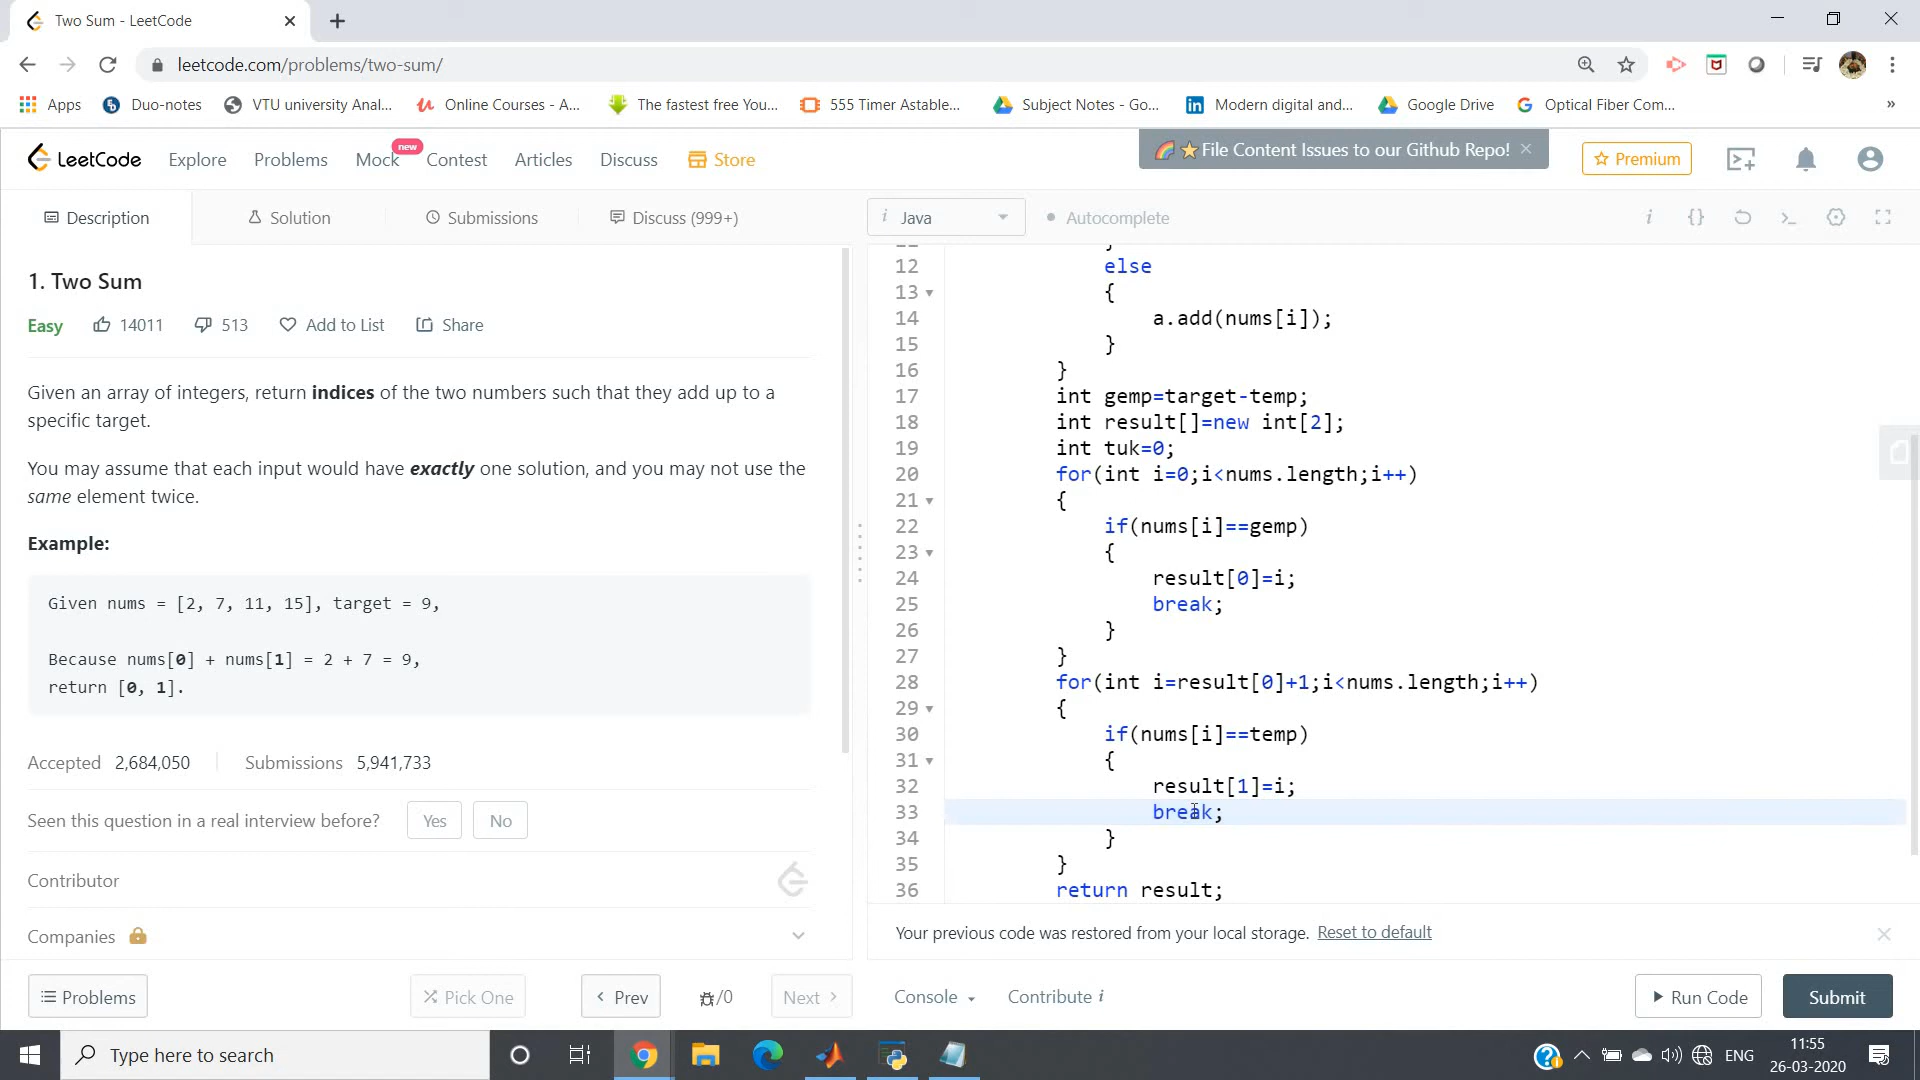 Two Sum - LeetCode
leetcode.com/problems/two-sum/
Apps Duo-notes VTU university Anal... Online Courses - A... The fastest free You... 555 Timer Astable... Subject Notes - Go... Modern digital and... Google Drive Optical Fiber Com... »
LeetCode Explore Problems Mock new Contest Articles Discuss Store
File Content Issues to our Github Repo!
Premium
Description Solution Submissions Discuss (999+)
i Java Autocomplete
1. Two Sum
Easy 14011 513 Add to List Share
Given an array of integers, return indices of the two numbers such that they add up to a
specific target.
You may assume that each input would have exactly one solution, and you may not use the
same element twice.
Example:
Given nums = [2, 7, 11, 15], target = 9,
Because nums[0] + nums[1] = 2 + 7 = 9,
return [0, 1].
Accepted 2,684,050 Submissions 5,941,733
Seen this question in a real interview before? Yes No
Contributor
Companies
12 else
13 {
14 a.add(nums[i]);
15 }
16 }
17 int gemp=target-temp;
18 int result[]=new int[2];
19 int tuk=0;
20 for(int i=0;i<nums.length;i++)
21 {
22 if(nums[i]==gemp)
23 {
24 result[0]=i;
25 break;
26 }
27 }
28 for(int i=result[0]+1;i<nums.length;i++)
29 {
30 if(nums[i]==temp)
31 {
32 result[1]=i;
33 break;
34 }
35 }
36 return result;
Your previous code was restored from your local storage. Reset to default
Problems Pick One Prev /0 Next Console Contribute i Run Code Submit
Type here to search
ENG
11:55
26-03-2020